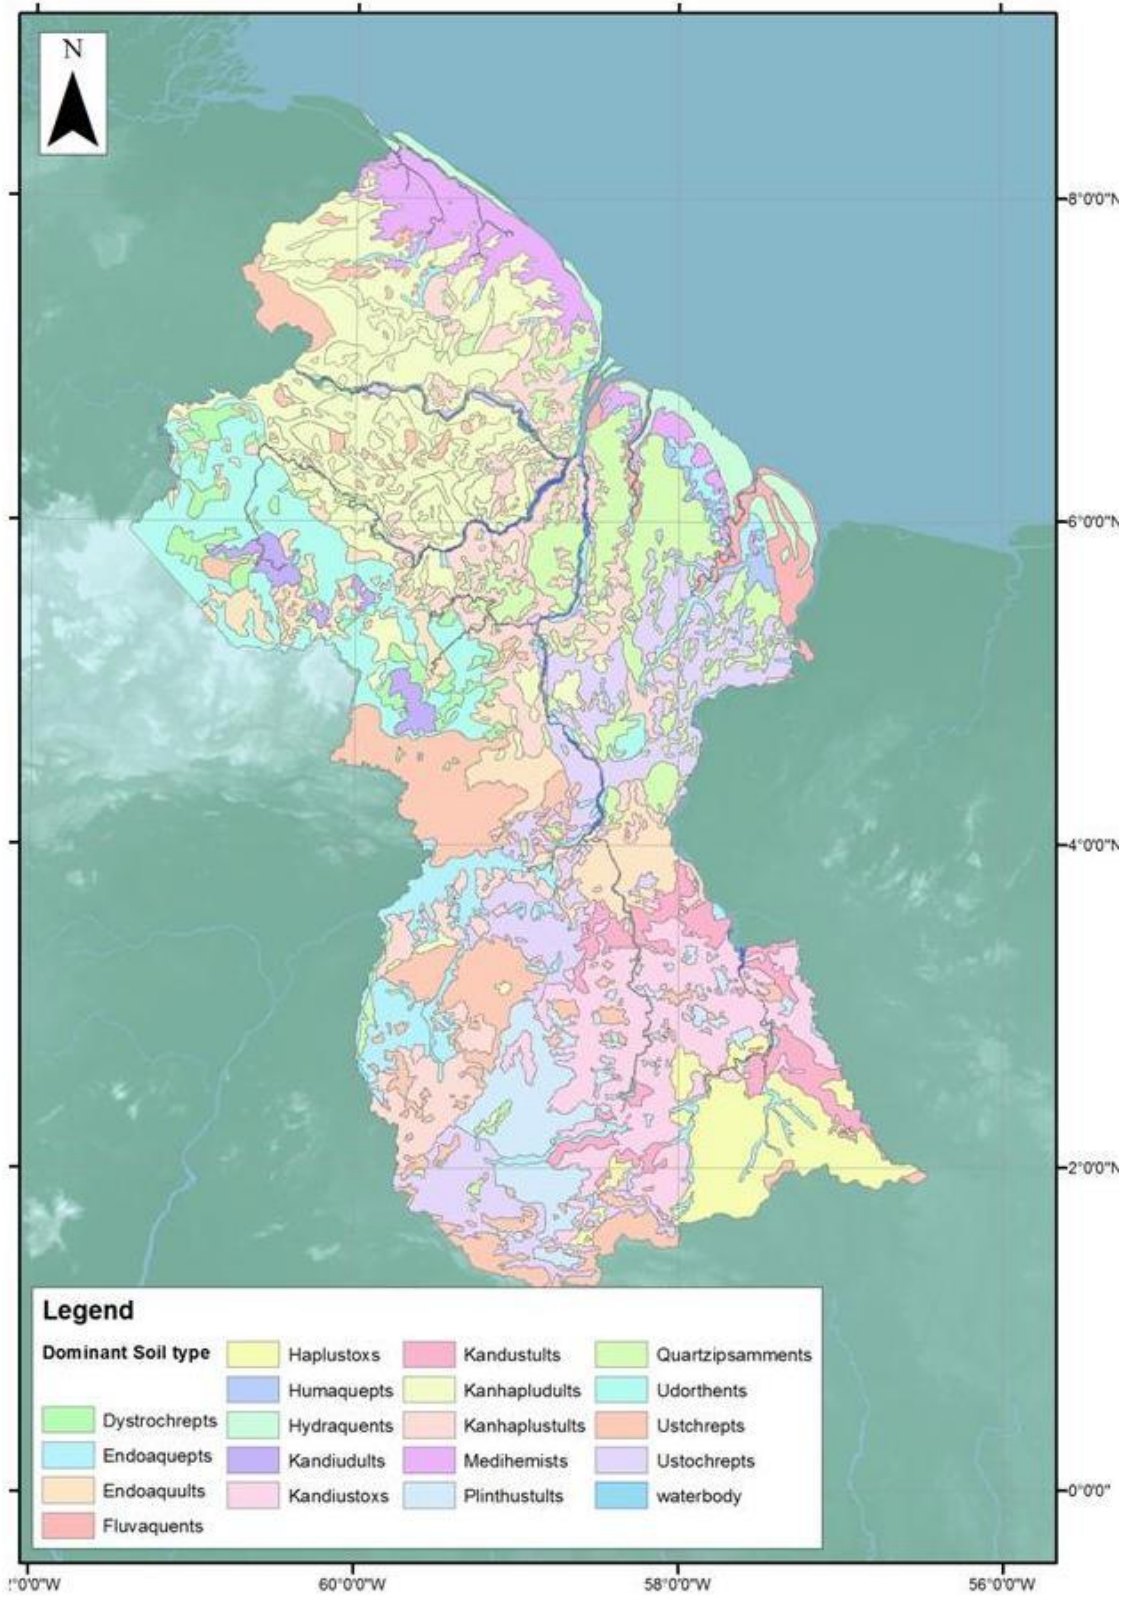 N
8°0'0"N
6°0'0"N
4°0'0"N
2°0'0"N
0°0'0"
Legend
Dominant Soil type
Dystrochrepts
Endoaquepts
Endoaquults
Fluvaquents
Haplustoxs
Humaquepts
Hydraquents
Kandiudults
Kandiustoxs
Kandustults
Kanhapludults
Kanhaplustults
Medihemists
Plinthustults
Quartzipsamments
Udorthents
Ustchrepts
Ustochrepts
waterbody
°0'0"W
60°0'0"W
58°0'0"W
56°0'0"W